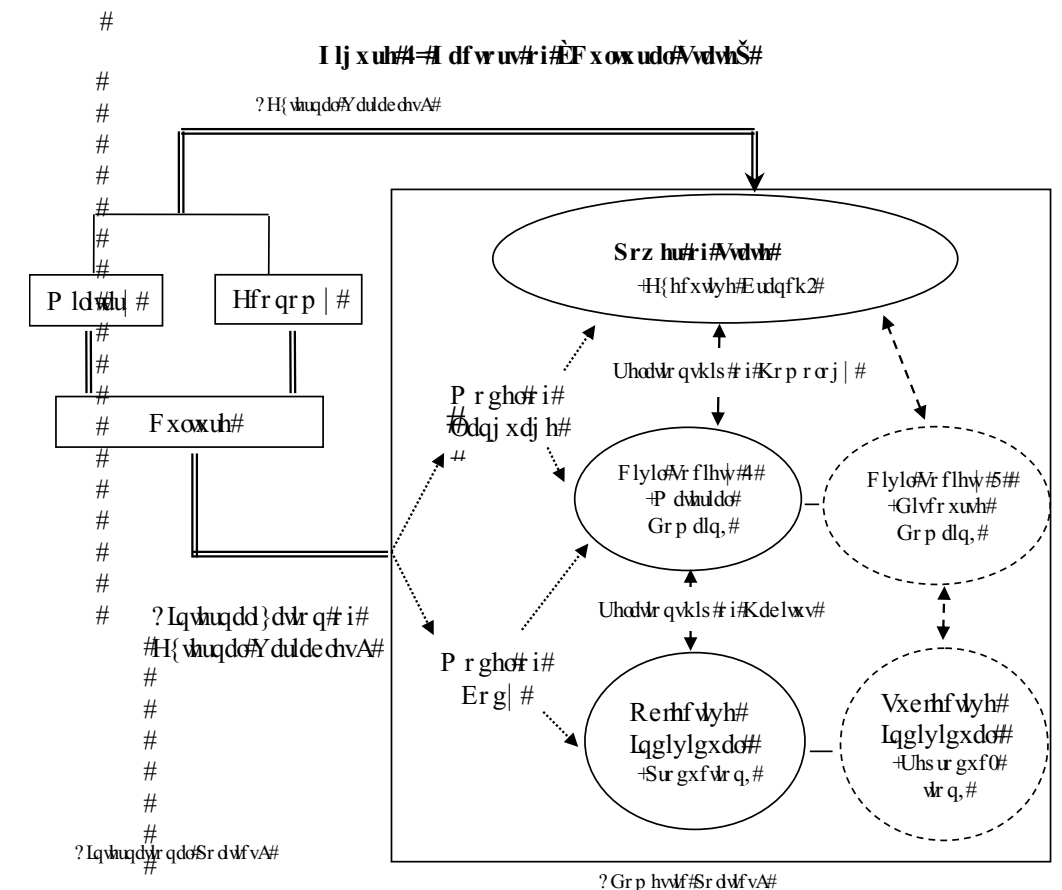 #
Iljxuh#4=#Idfwruv#ri#ÈFxowxudo#VwdwhŠ#
#
?H{whuqdo#YduldeohvA#
#
#
#
#
#
#
Srzhu#ri#Vwdwh#
+H{hfxwlyh#Eudqfk2#
#
Plolwdu|#
Hfrqrp|#
#
Uhodwlrqvkls#ri#Krprorj|#
#
Prgho#ri#
#
Odqjxdjh#
#
Fxowxuh#
#
Flylo#Vrflhw|#4#
+Pdwhuldo#
Grpdlq,#
Flylo#Vrflhw|#5##
+Glvfrxuvh#
Grpdlq,#
#
#
#
#
#
#
?Lqwhuqdol}dwlrq#ri#
H{whuqdo#YduldeohvA#
Uhodwlrqvkls#ri#Kdelwxv#
#
Prgho#ri#
Erg|#
Remhfwlyh#
Lqglylgxdo##
+Surgxfwlrq,#
Vxemhfwlyh#
Lqglylgxdo##
+Uhsurgxf0#
wlrq,#
#
#
#
#
#
#
?Lqwhuqdwlrqdo#SrolwlfvA#
#
?Grphvwlf#SrolwlfvA#